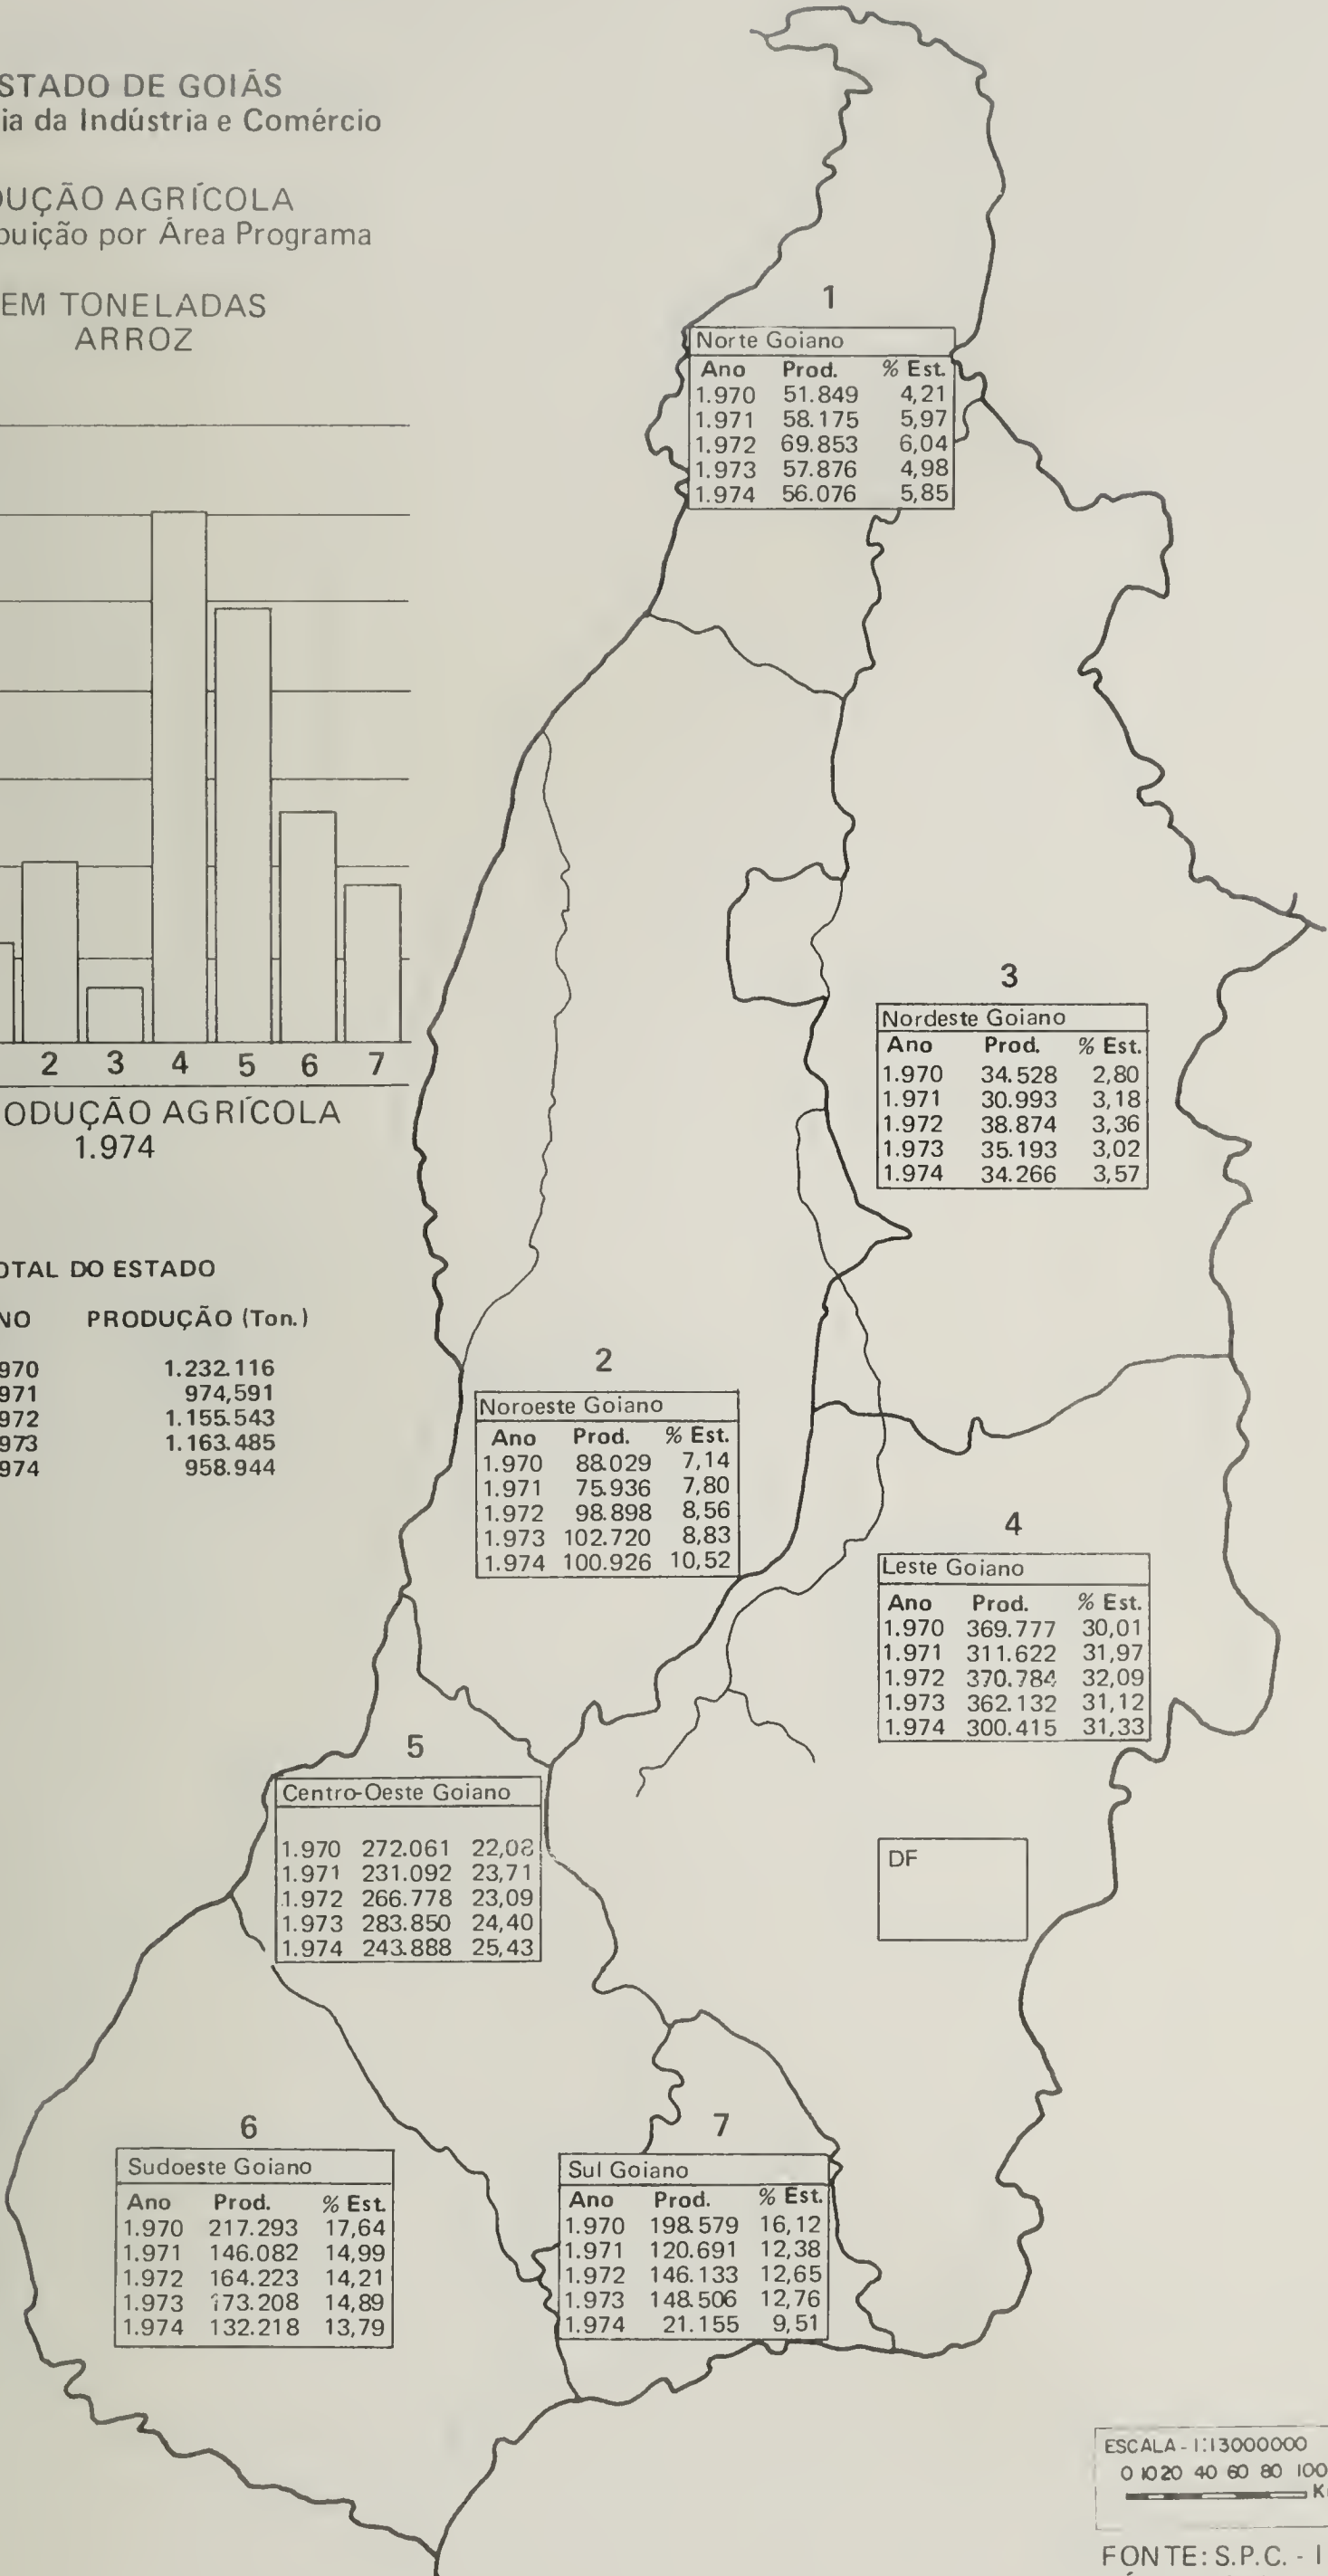 STADO DE GOIÁS
ia da Indústria e Comércio
DUÇÃO AGRÍCOLA
buição por Área Programa
EM TONELADAS
ARROZ
2 3 4 5 6 7
ODUÇÃO AGRÍCOLA
1.974
OTAL DO ESTADO
NO PRODUÇÃO (Ton.)
970 1.232.116
971 974,591
972 1.155.543
973 1.163.485
974 958.944
1
Norte Goiano
Ano Prod. % Est.
1.970 51.849 4,21
1.971 58.175 5,97
1.972 69.853 6,04
1.973 57.876 4,98
1.974 56.076 5,85
3
Nordeste Goiano
Ano Prod. % Est.
1.970 34.528 2,80
1.971 30.993 3,18
1.972 38.874 3,36
1.973 35.193 3,02
1.974 34.266 3,57
2
Noroeste Goiano
Ano Prod. % Est.
1.970 88.029 7,14
1.971 75.936 7,80
1.972 98.898 8,56
1.973 102.720 8,83
1.974 100.926 10,52
4
Leste Goiano
Ano Prod. % Est.
1.970 369.777 30,01
1.971 311.622 31,97
1.972 370.784 32,09
1.973 362.132 31,12
1.974 300.415 31,33
5
Centro-Oeste Goiano
1.970 272.061 22,08
1.971 231.092 23,71
1.972 266.778 23,09
1.973 283.850 24,40
1.974 243.888 25,43
DF
6
Sudoeste Goiano
Ano Prod. % Est.
1.970 217.293 17,64
1.971 146.082 14,99
1.972 164.223 14,21
1.973 173.208 14,89
1.974 132.218 13,79
7
Sul Goiano
Ano Prod. % Est.
1.970 198.579 16,12
1.971 120.691 12,38
1.972 146.133 12,65
1.973 148.506 12,76
1.974 21.155 9,51
ESCALA - 1:13000000
0 10 20 40 60 80 100
K
FONTE: S.P.C. - I